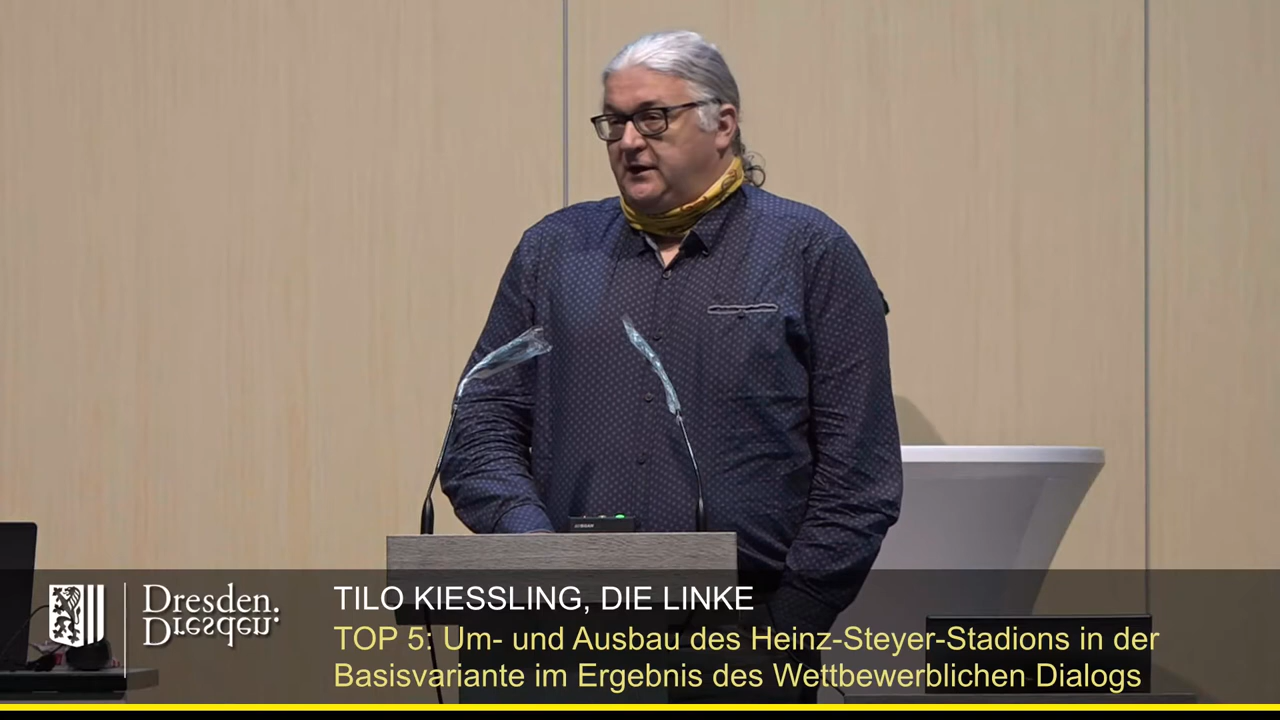 Dresden.
Dresden.
TILO KIESSLING, DIE LINKE
TOP 5: Um- und Ausbau des Heinz-Steyer-Stadions in der
Basisvariante im Ergebnis des Wettbewerblichen Dialogs